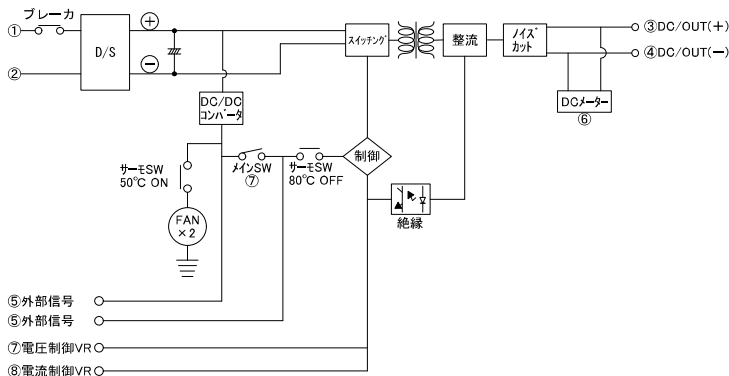 ブレーカ
①
②
D/S
⊕
⊖
スイッチング
整流
ノイズ
カット
③DC/OUT(+)
④DC/OUT(−)
DCメーター
⑥
DC/DC
コンバータ
サーモSW
50℃ ON
メインSW
⑦
サーモSW
80℃ OFF
制御
絶縁
FAN
×2
⑤外部信号
⑤外部信号
⑦電圧制御VR
⑧電流制御VR